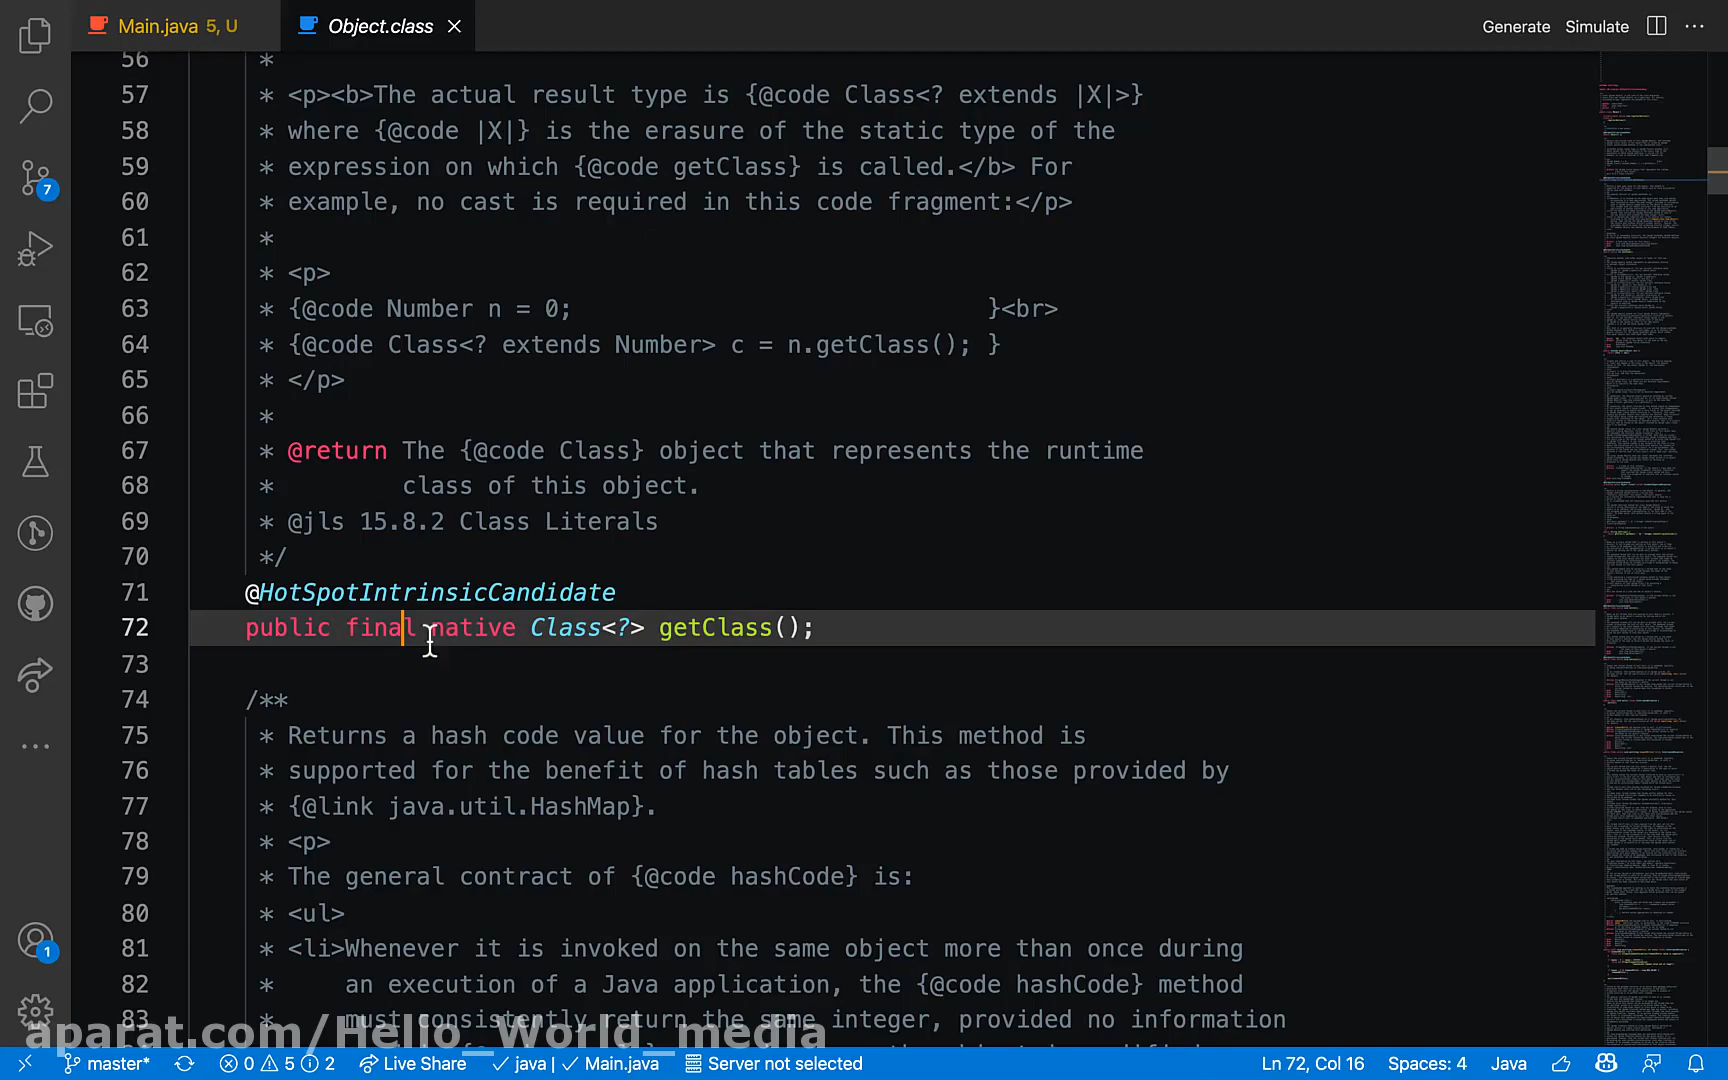 Main.java 5, U
Object.class
Generate Simulate
56 *
57 * <p><b>The actual result type is {@code Class<? extends |X|>}
58 * where {@code |X|} is the erasure of the static type of the
59 * expression on which {@code getClass} is called.</b> For
60 * example, no cast is required in this code fragment:</p>
61 *
62 * <p>
63 * {@code Number n = 0; }<br>
64 * {@code Class<? extends Number> c = n.getClass(); }
65 * </p>
66 *
67 * @return The {@code Class} object that represents the runtime
68 * class of this object.
69 * @jls 15.8.2 Class Literals
70 */
71 @HotSpotIntrinsicCandidate
72 public final native Class<?> getClass();
73
74 /**
75 * Returns a hash code value for the object. This method is
76 * supported for the benefit of hash tables such as those provided by
77 * {@link java.util.HashMap}.
78 * <p>
79 * The general contract of {@code hashCode} is:
80 * <ul>
81 * <li>Whenever it is invoked on the same object more than once during
82 * an execution of a Java application, the {@code hashCode} method
83 * must consistently return the same integer, provided no information
7
1
aparat.com/Hello_World_media
master* 0 5 2 Live Share java | Main.java Server not selected Ln 72, Col 16 Spaces: 4 Java